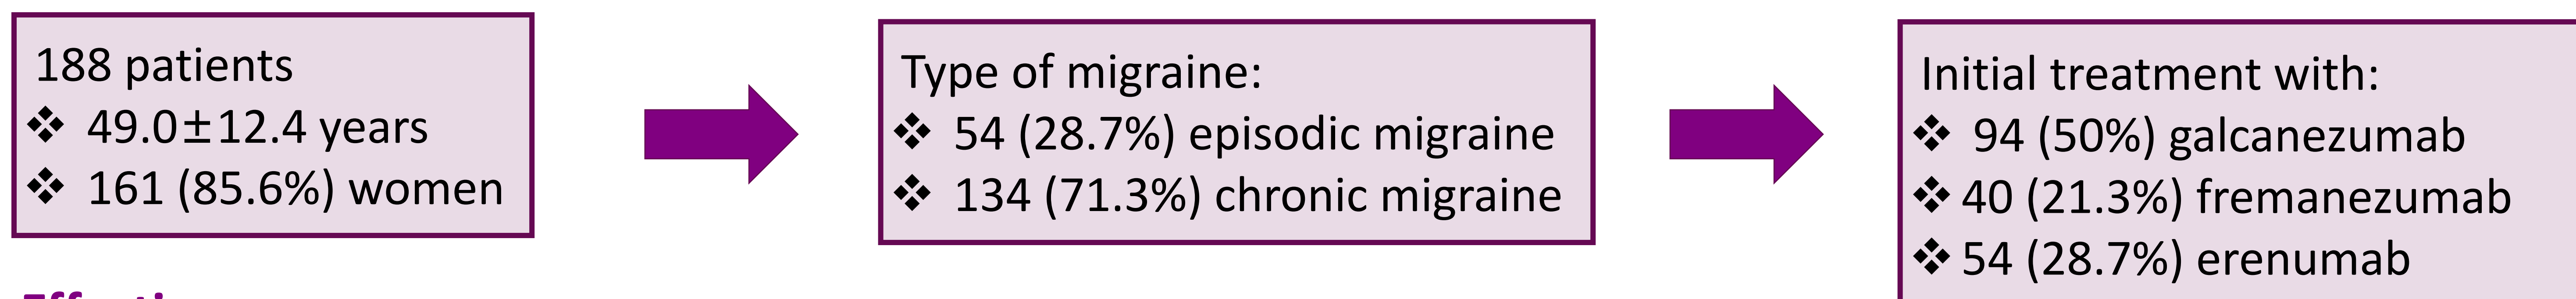 188 patients
❖ 49.0±12.4 years
❖ 161 (85.6%) women
Type of migraine:
❖ 54 (28.7%) episodic migraine
❖ 134 (71.3%) chronic migraine
Initial treatment with:
❖ 94 (50%) galcanezumab
❖ 40 (21.3%) fremanezumab
❖ 54 (28.7%) erenumab